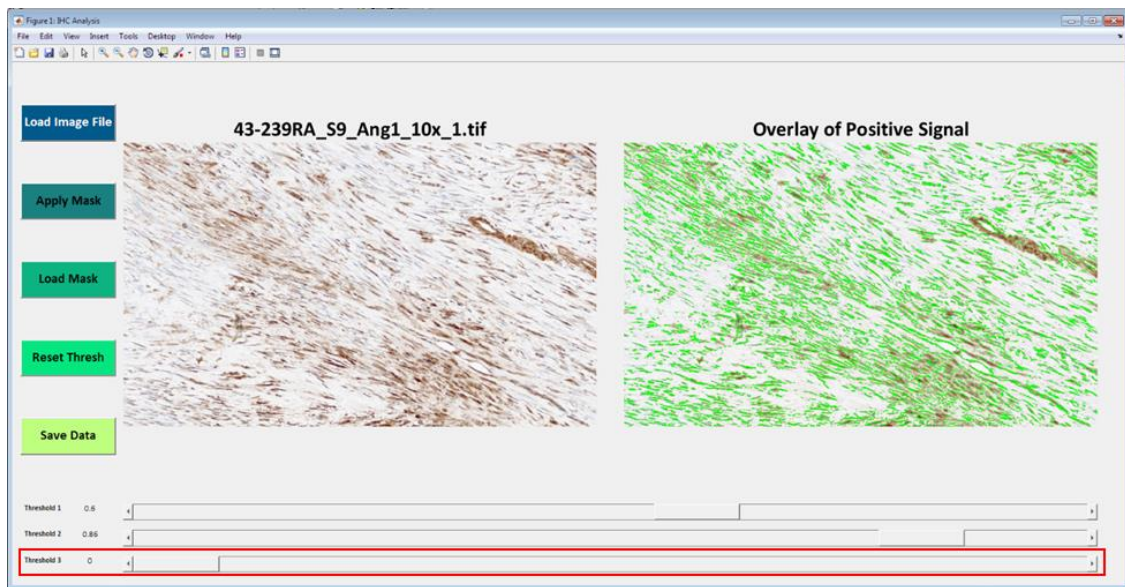 Figure 1: IHC Analysis
File Edit View Insert Tools Desktop Window Help
Load Image File
43-239RA_S9_Ang1_10x_1.tif
Overlay of Positive Signal
Apply Mask
Load Mask
Reset Thresh
Save Data
Threshold 1 0.6
Threshold 2 0.86
Threshold 3 0